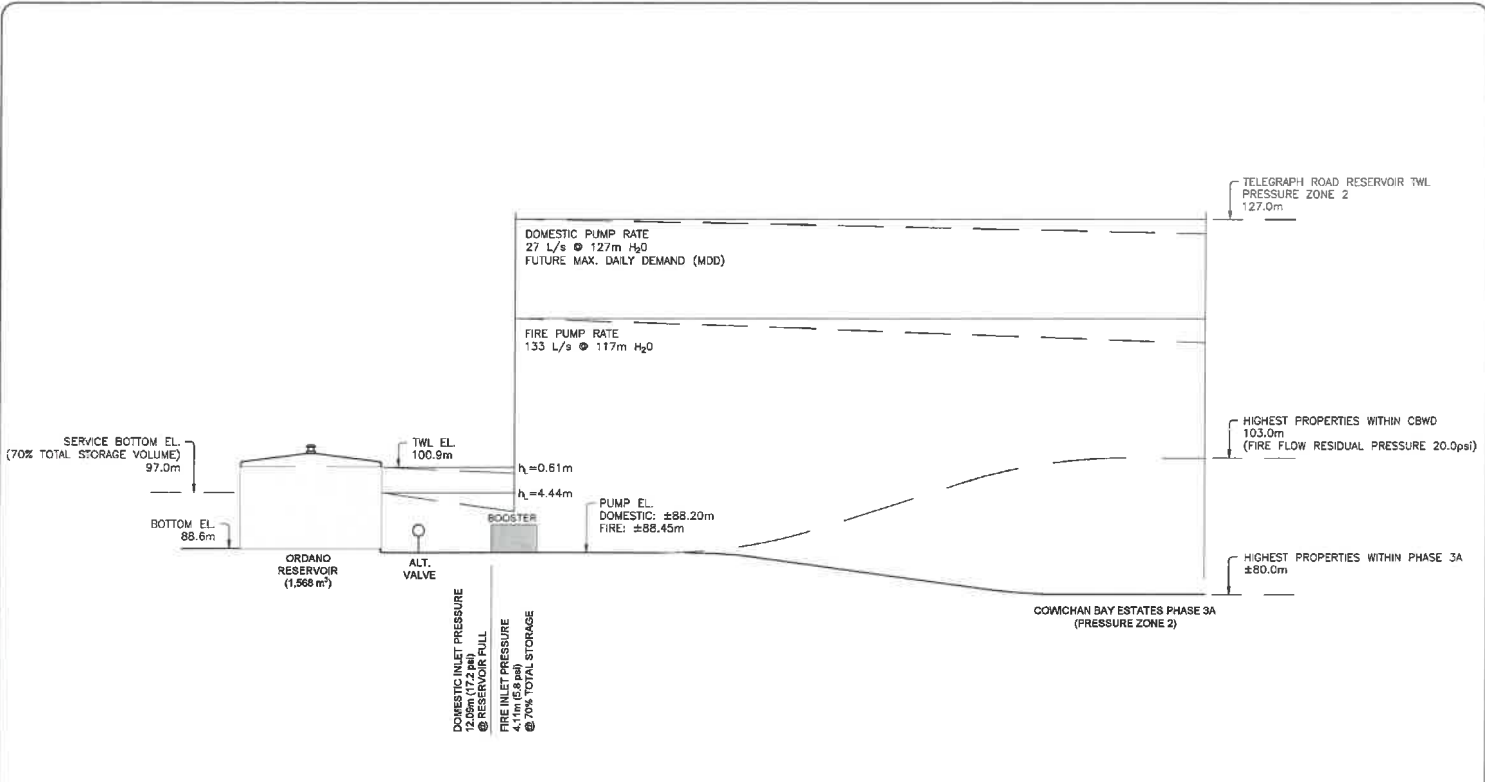 TELEGRAPH ROAD RESERVOIR TWL
PRESSURE ZONE 2
127.0m
DOMESTIC PUMP RATE
27 L/s @ 127m H₂0
FUTURE MAX. DAILY DEMAND (MDD)
FIRE PUMP RATE
133 L/s @ 117m H₂0
SERVICE BOTTOM EL.
(70% TOTAL STORAGE VOLUME)
97.0m
TWL EL.
100.9m
hL=0.61m
hL=4.44m
HIGHEST PROPERTIES WITHIN CBWD
103.0m
(FIRE FLOW RESIDUAL PRESSURE 20.0psi)
BOTTOM EL.
88.6m
BOOSTER
PUMP EL.
DOMESTIC: ±88.20m
FIRE: ±88.45m
ORDANO
RESERVOIR
(1,568 m³)
ALT.
VALVE
HIGHEST PROPERTIES WITHIN PHASE 3A
±80.0m
COWICHAN BAY ESTATES PHASE 3A
(PRESSURE ZONE 2)
DOMESTIC INLET PRESSURE
12.09m (17.2 psi)
@ RESERVOIR FULL
FIRE INLET PRESSURE
4.11m (5.8 psi)
@ 70% TOTAL STORAGE